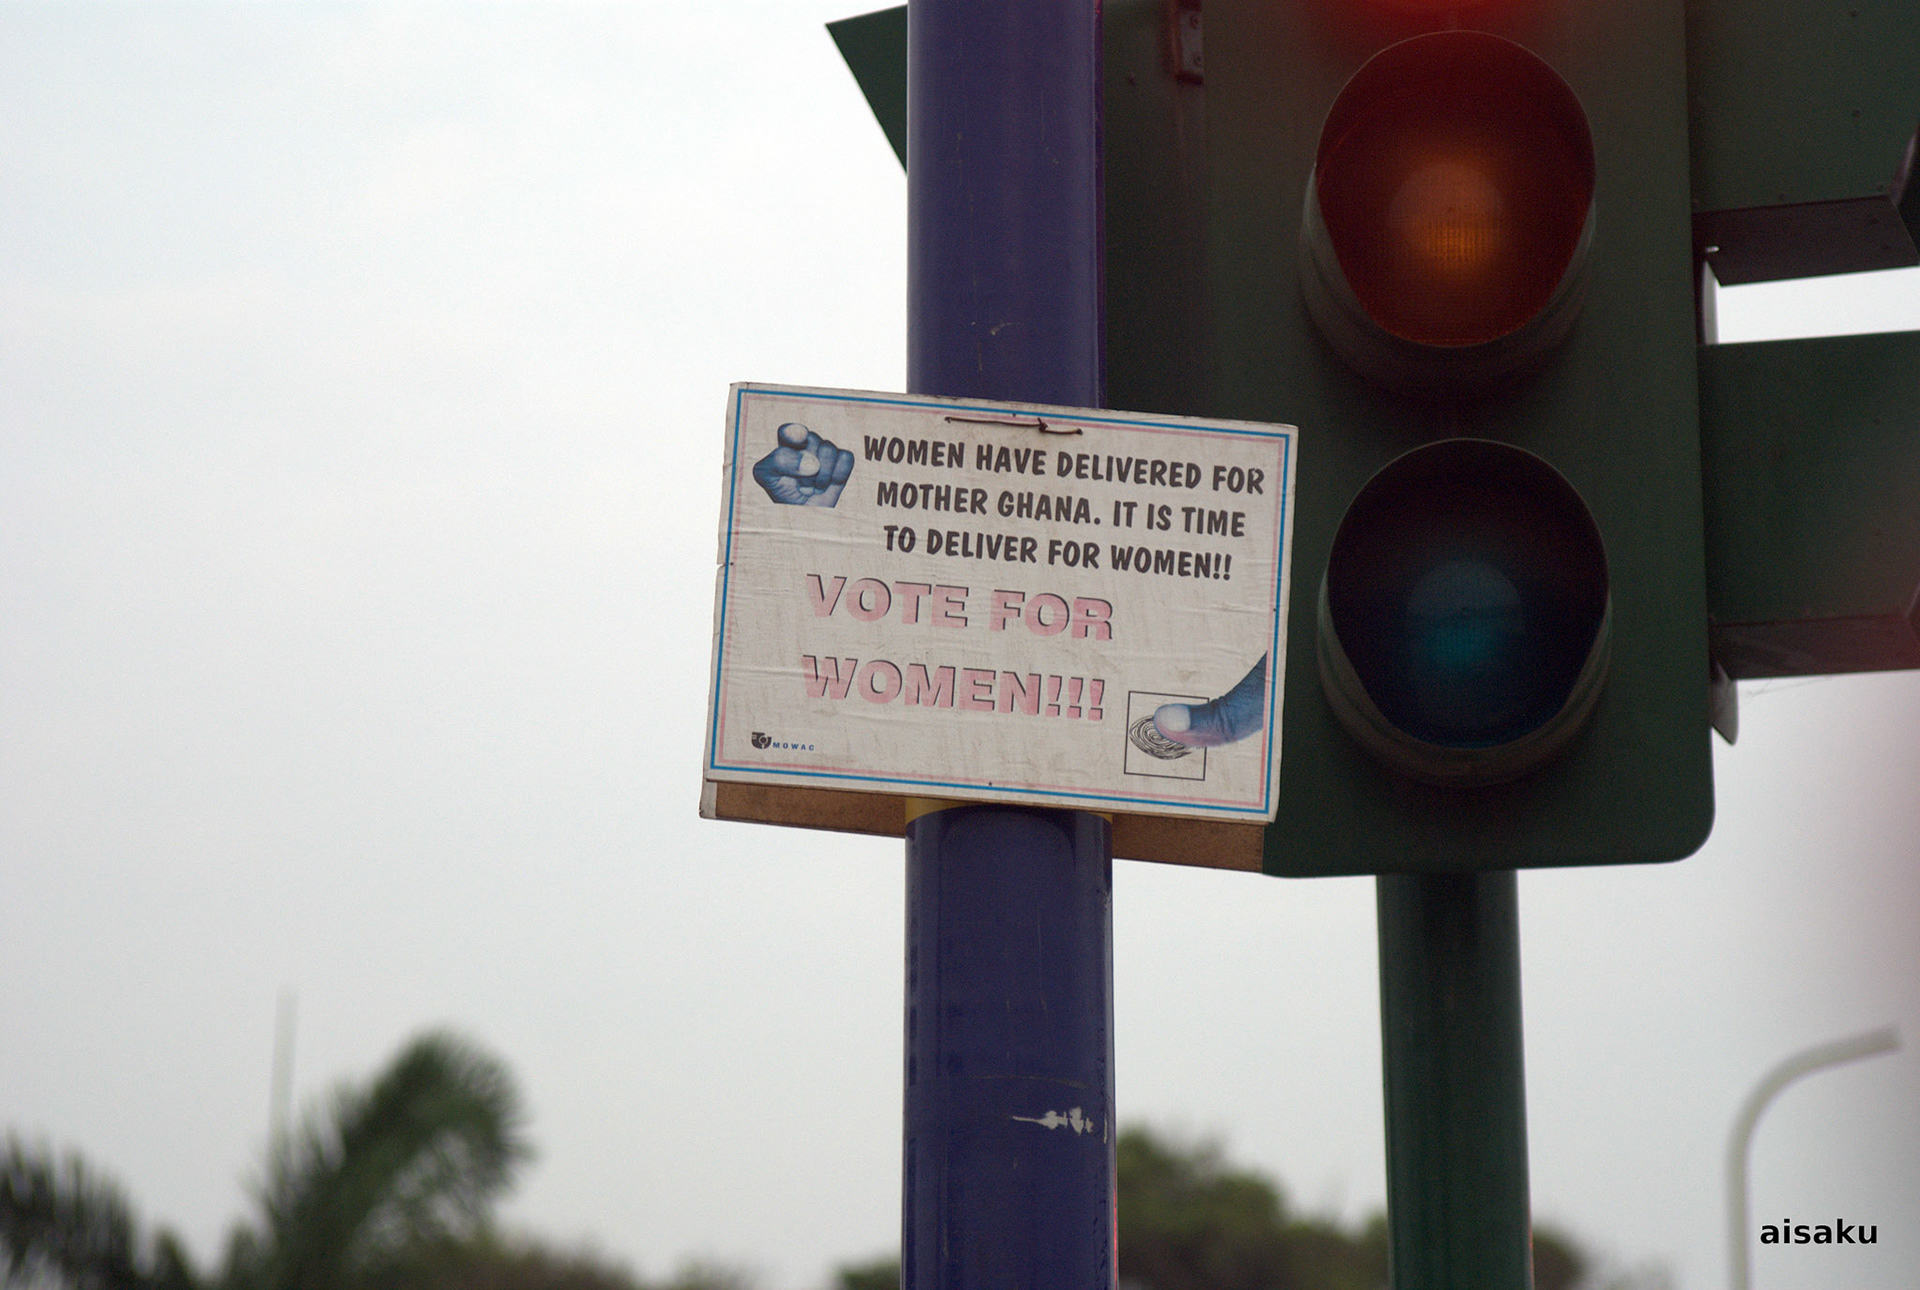 WOMEN HAVE DELIVERED FOR
MOTHER GHANA. IT IS TIME
TO DELIVER FOR WOMEN!!
VOTE FOR
WOMEN!!!
MOWAC
aisaku